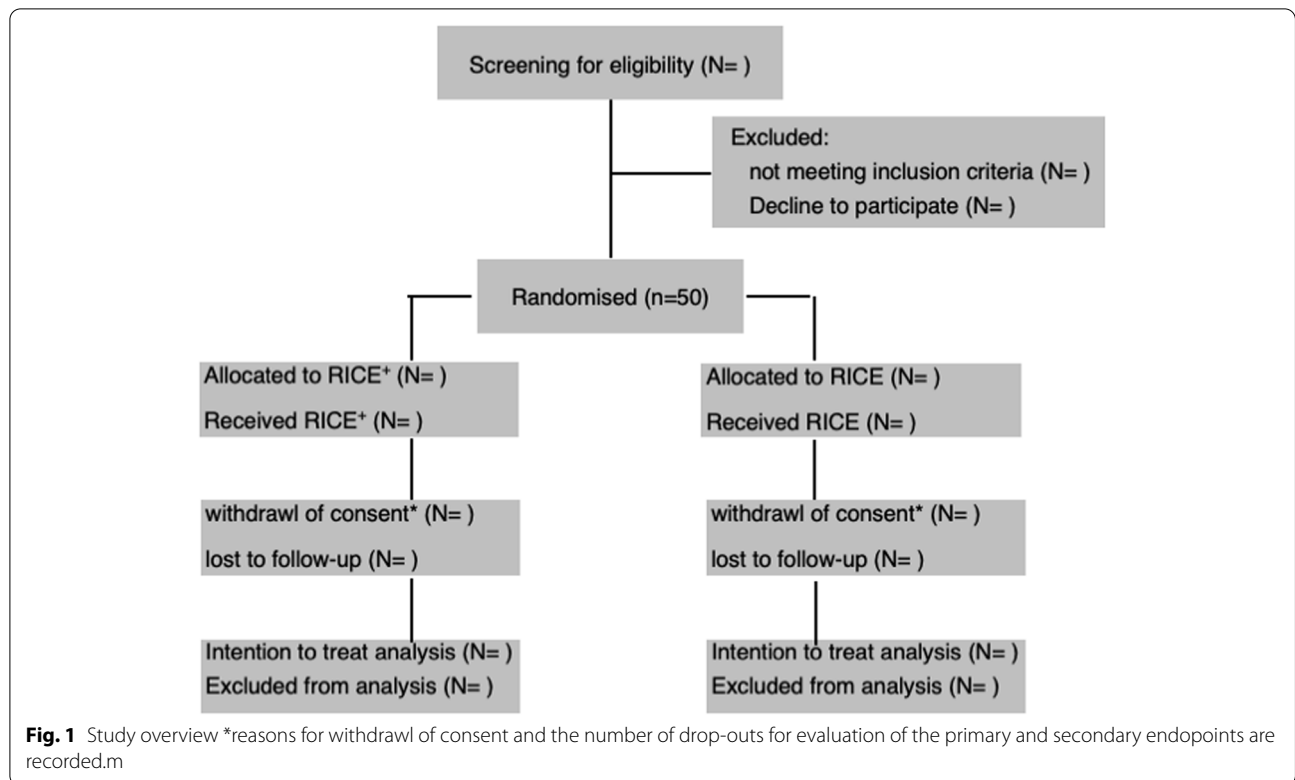 Screening for eligibility (N= )
Excluded:
not meeting inclusion criteria (N= )
Decline to participate (N= )
Randomised (n=50)
Allocated to RICE⁺ (N= )
Received RICE⁺ (N= )
Allocated to RICE (N= )
Received RICE (N= )
withdrawl of consent* (N= )
lost to follow-up (N= )
withdrawl of consent* (N= )
lost to follow-up (N= )
Intention to treat analysis (N= )
Excluded from analysis (N= )
Intention to treat analysis (N= )
Excluded from analysis (N= )
Fig. 1 Study overview *reasons for withdrawl of consent and the number of drop-outs for evaluation of the primary and secondary endopoints are
recorded.m